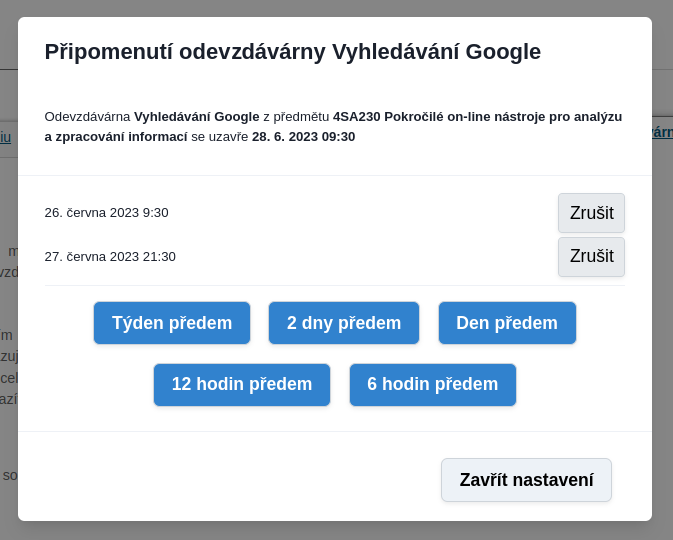 Připomenutí odevzdávárny Vyhledávání Google
Odevzdávárna Vyhledávání Google z předmětu 4SA230 Pokročilé on-line nástroje pro analýzu
a zpracování informací se uzavře 28. 6. 2023 09:30
26. června 2023 9:30
Zrušit
27. června 2023 21:30
Zrušit
Týden předem
2 dny předem
Den předem
12 hodin předem
6 hodin předem
Zavřít nastavení